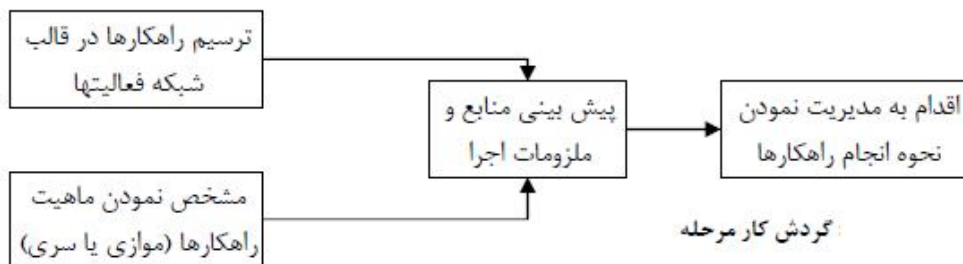 ترسیم راهکارها در قالب
شبکه فعالیتها
پیش بینی منابع و
ملزومات اجرا
اقدام به مدیریت نمودن
نحوه انجام راهکارها
مشخص نمودن ماهیت
راهکارها (موازی یا سری)
گردش کار مرحله :